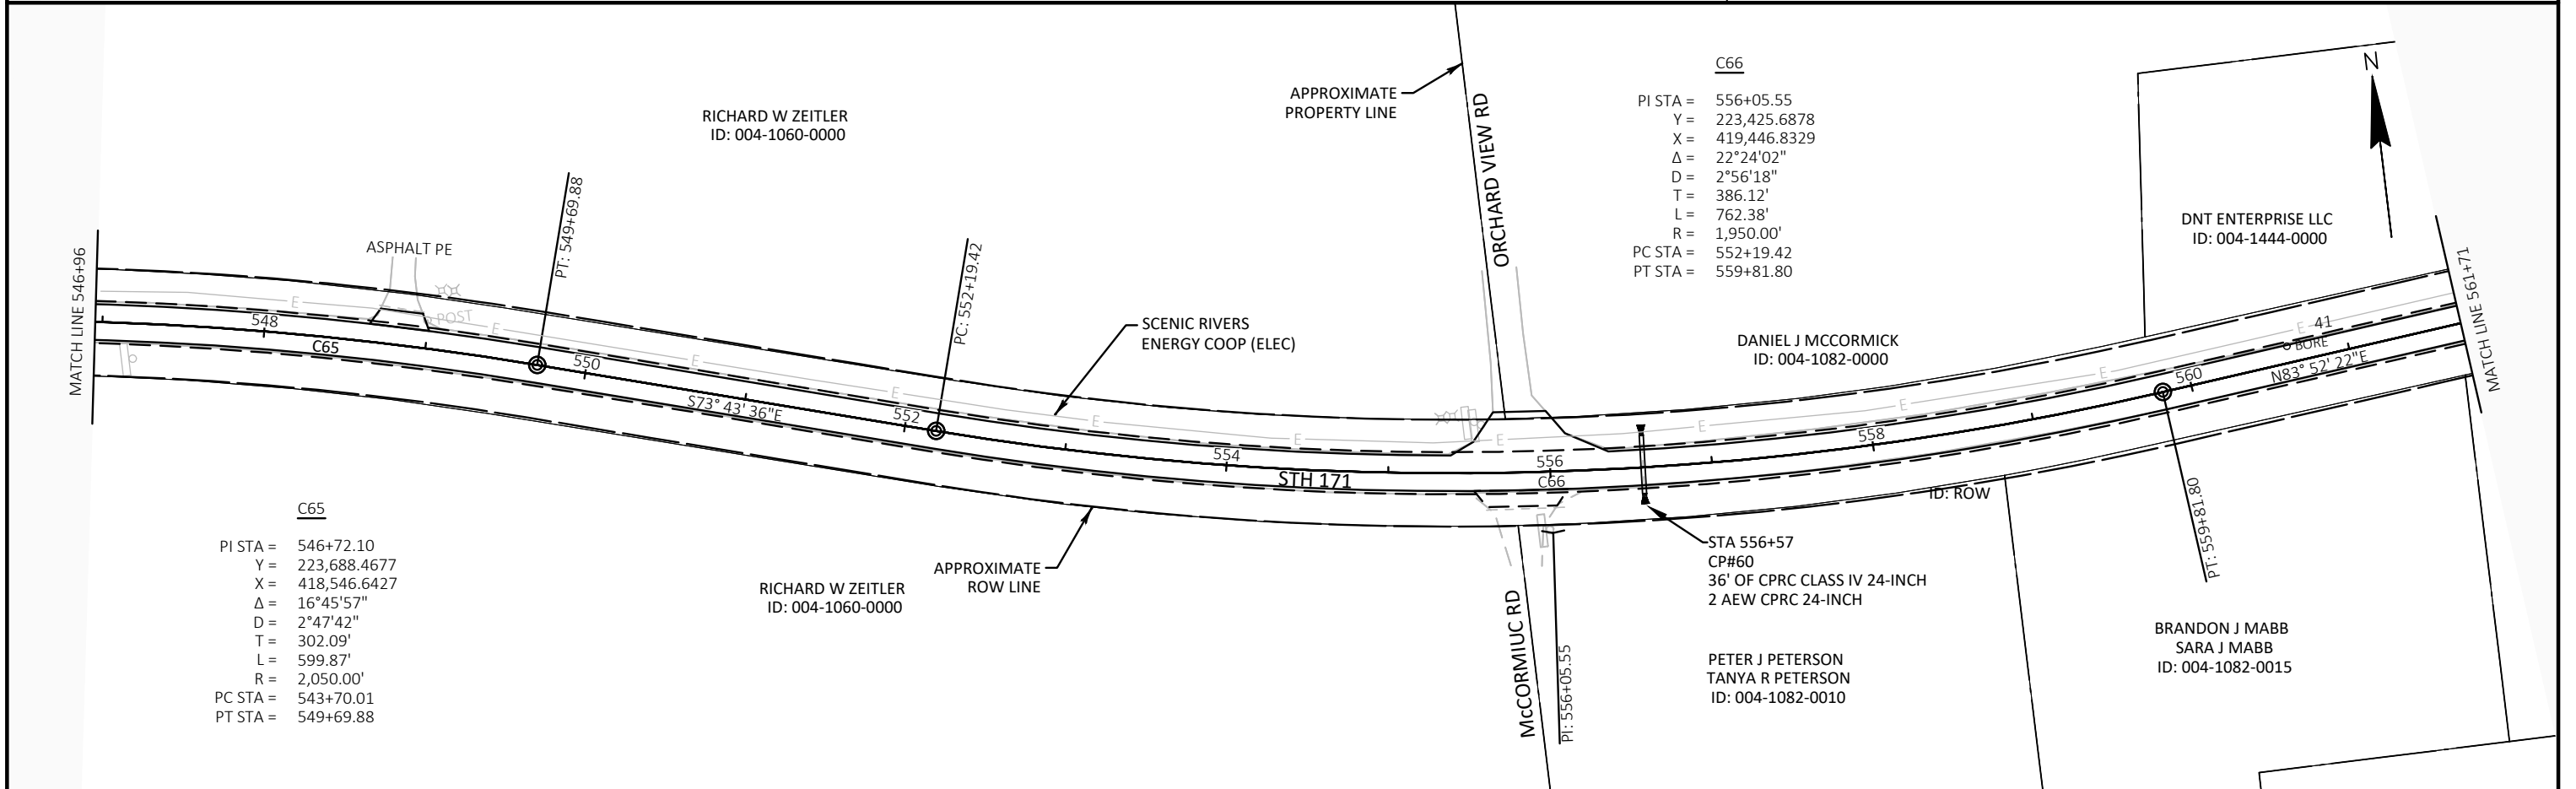 RICHARD W ZEITLER
ID: 004-1060-0000
APPROXIMATE
PROPERTY LINE
ORCHARD VIEW RD
C66
PI STA = 556+05.55
Y = 223,425.6878
X = 419,446.8329
Δ = 22°24'02"
D = 2°56'18"
T = 386.12'
L = 762.38'
R = 1,950.00'
PC STA = 552+19.42
PT STA = 559+81.80
N
DNT ENTERPRISE LLC
ID: 004-1444-0000
MATCH LINE 546+96
ASPHALT PE
PT: 549+69.88
PC: 552+19.42
SCENIC RIVERS
ENERGY COOP (ELEC)
DANIEL J MCCORMICK
ID: 004-1082-0000
MATCH LINE 561+71
E
E
E
E
E
E
E
E
E
E
E
POST
548
C65
550
S73° 43' 36"E
552
554
STH 171
556
C66
558
560
41
BORE
N83° 52' 22"E
ID: ROW
PT: 559+81.80
C65
PI STA = 546+72.10
Y = 223,688.4677
X = 418,546.6427
Δ = 16°45'57"
D = 2°47'42"
T = 302.09'
L = 599.87'
R = 2,050.00'
PC STA = 543+70.01
PT STA = 549+69.88
RICHARD W ZEITLER
ID: 004-1060-0000
APPROXIMATE
ROW LINE
McCORMIUC RD
PI: 556+05.55
STA 556+57
CP#60
36' OF CPRC CLASS IV 24-INCH
2 AEW CPRC 24-INCH
PETER J PETERSON
TANYA R PETERSON
ID: 004-1082-0010
BRANDON J MABB
SARA J MABB
ID: 004-1082-0015